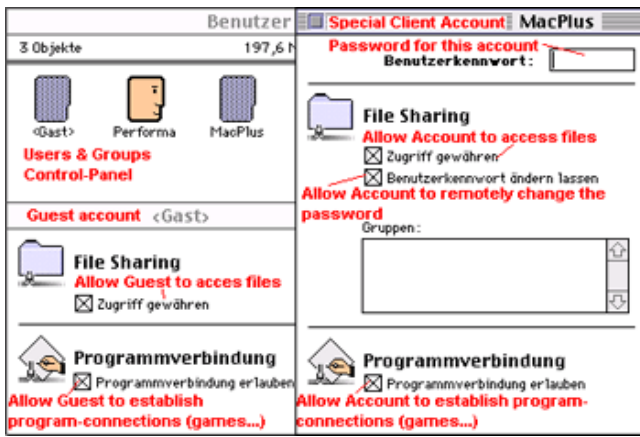 Benutzer
3 Objekte 197,6 M
<Gast> Performa MacPlus
Users & Groups
Control-Panel
Guest account <Gast>
File Sharing
Allow Guest to acces files
Zugriff gewähren
Programmverbindung
Programmverbindung erlauben
Allow Guest to establish
program-connections (games...)
Special Client Account MacPlus
Password for this account
Benutzerkennwort:
File Sharing
Allow Account to access files
Zugriff gewähren
Benutzerkennwort ändern lassen
Allow Account to remotely change the
password
Gruppen:
Programmverbindung
Programmverbindung erlauben
Allow Account to establish program-
connections (games...)